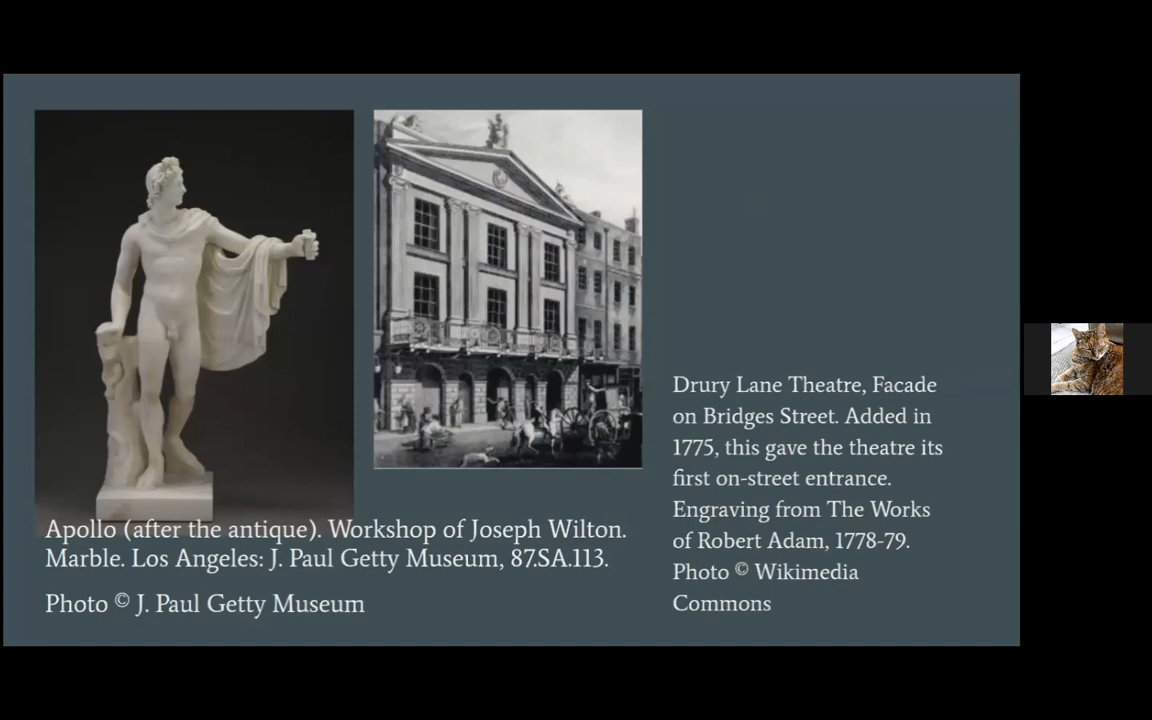 Apollo (after the antique). Workshop of Joseph Wilton.
Marble. Los Angeles: J. Paul Getty Museum, 87.SA.113.
Photo © J. Paul Getty Museum
Drury Lane Theatre, Facade
on Bridges Street. Added in
1775, this gave the theatre its
first on-street entrance.
Engraving from The Works
of Robert Adam, 1778-79.
Photo © Wikimedia
Commons